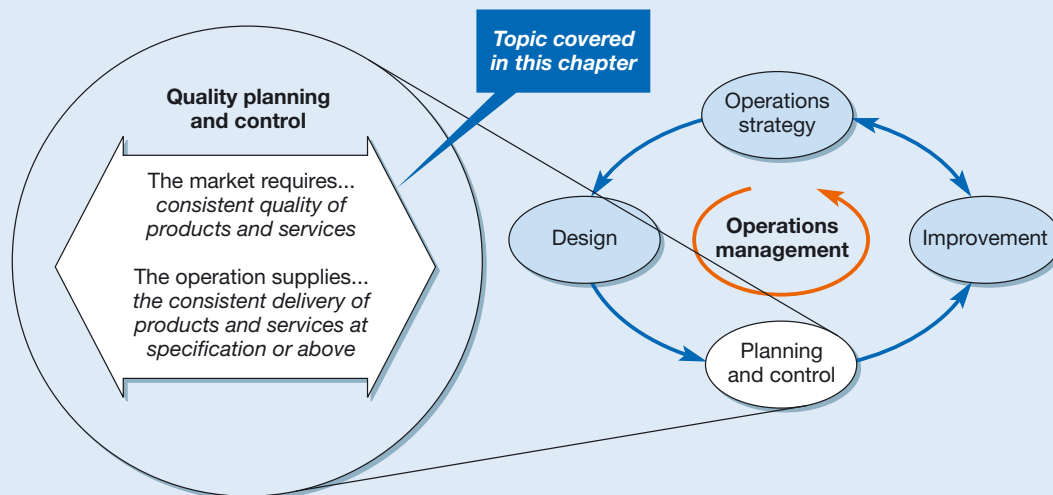 Topic covered
in this chapter
Quality planning
and control
The market requires...
consistent quality of
products and services
The operation supplies...
the consistent delivery of
products and services at
specification or above
Operations
strategy
Design
Operations
management
Improvement
Planning
and control